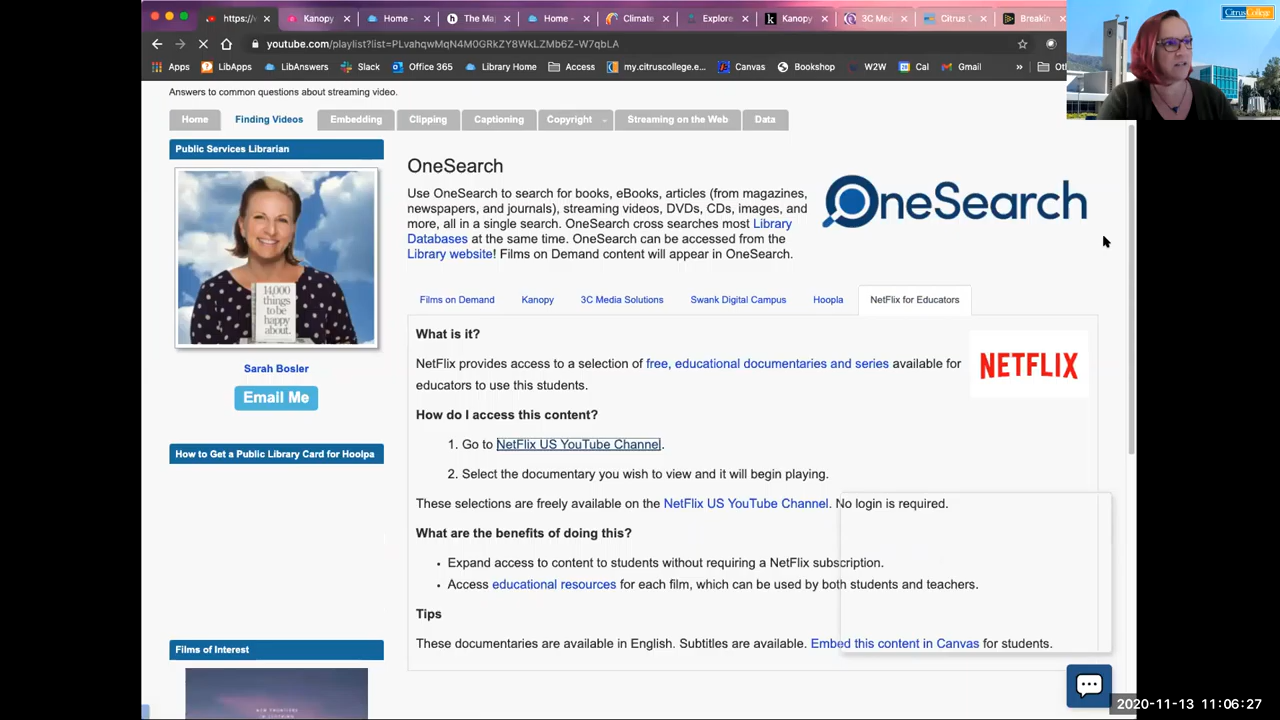 https://v
Kanopy
Home -
The Ma
Home -
Climate
Explore
Kanopy
3C Med
Citrus C
Breakin
CitrusCollege
youtube.com/playlist?list=PLvahqwMqN4M0GRkZY8WkLZMb6Z-W7qbLA
Apps
LibApps
LibAnswers
Slack
Office 365
Library Home
Access
my.citruscollege.e...
Canvas
Bookshop
W2W
Cal
Gmail
»
Answers to common questions about streaming video.
Home
Finding Videos
Embedding
Clipping
Captioning
Copyright
Streaming on the Web
Data
Public Services Librarian
14,000
things to
be happy
about.
Sarah Bosler
Email Me
How to Get a Public Library Card for Hoolpa
Films of Interest
OneSearch
Use OneSearch to search for books, eBooks, articles (from magazines,
newspapers, and journals), streaming videos, DVDs, CDs, images, and
more, all in a single search. OneSearch cross searches most Library
Databases at the same time. OneSearch can be accessed from the
Library website! Films on Demand content will appear in OneSearch.
OneSearch
Films on Demand
Kanopy
3C Media Solutions
Swank Digital Campus
Hoopla
NetFlix for Educators
What is it?
NetFlix provides access to a selection of free, educational documentaries and series available for
educators to use this students.
NETFLIX
How do I access this content?
1. Go to NetFlix US YouTube Channel.
2. Select the documentary you wish to view and it will begin playing.
These selections are freely available on the NetFlix US YouTube Channel. No login is required.
What are the benefits of doing this?
• Expand access to content to students without requiring a NetFlix subscription.
• Access educational resources for each film, which can be used by both students and teachers.
Tips
These documentaries are available in English. Subtitles are available. Embed this content in Canvas for students.
2020-11-13 11:06:27